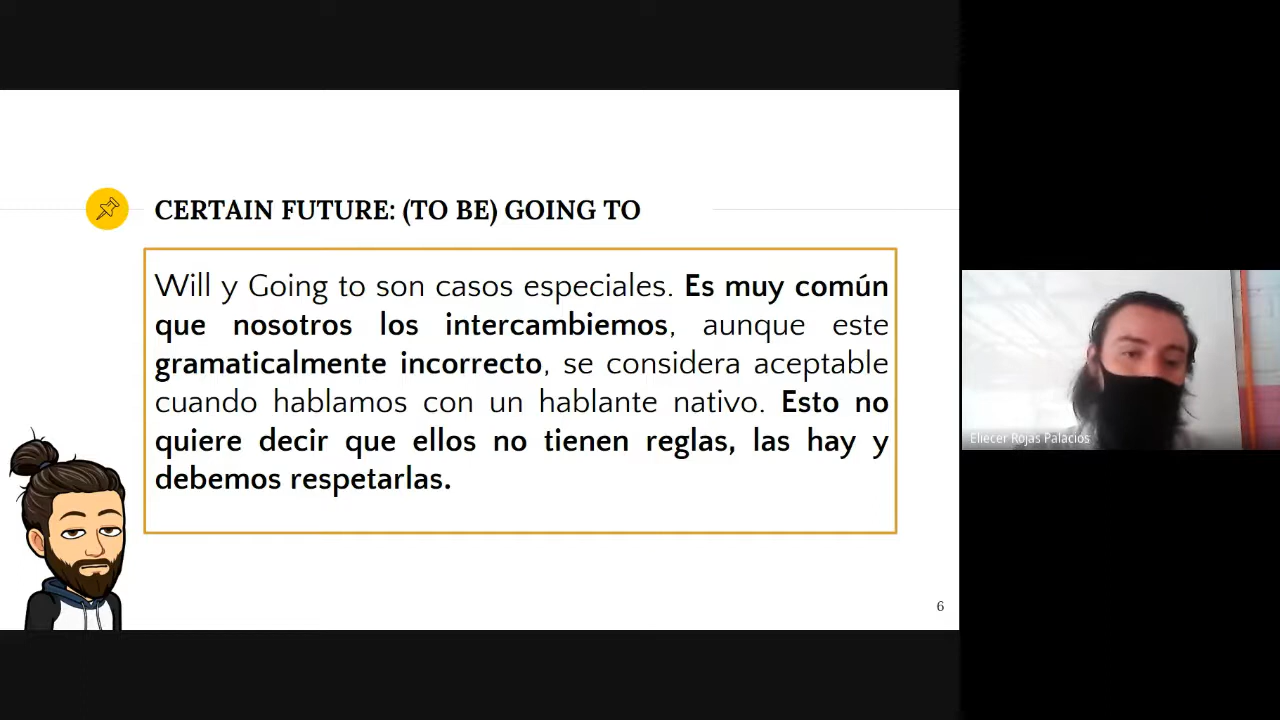 CERTAIN FUTURE: (TO BE) GOING TO
Will y Going to son casos especiales. Es muy común
que nosotros los intercambiemos, aunque este
gramaticalmente incorrecto, se considera aceptable
cuando hablamos con un hablante nativo. Esto no
quiere decir que ellos no tienen reglas, las hay y
debemos respetarlas.
6
Eliecer Rojas Palacios